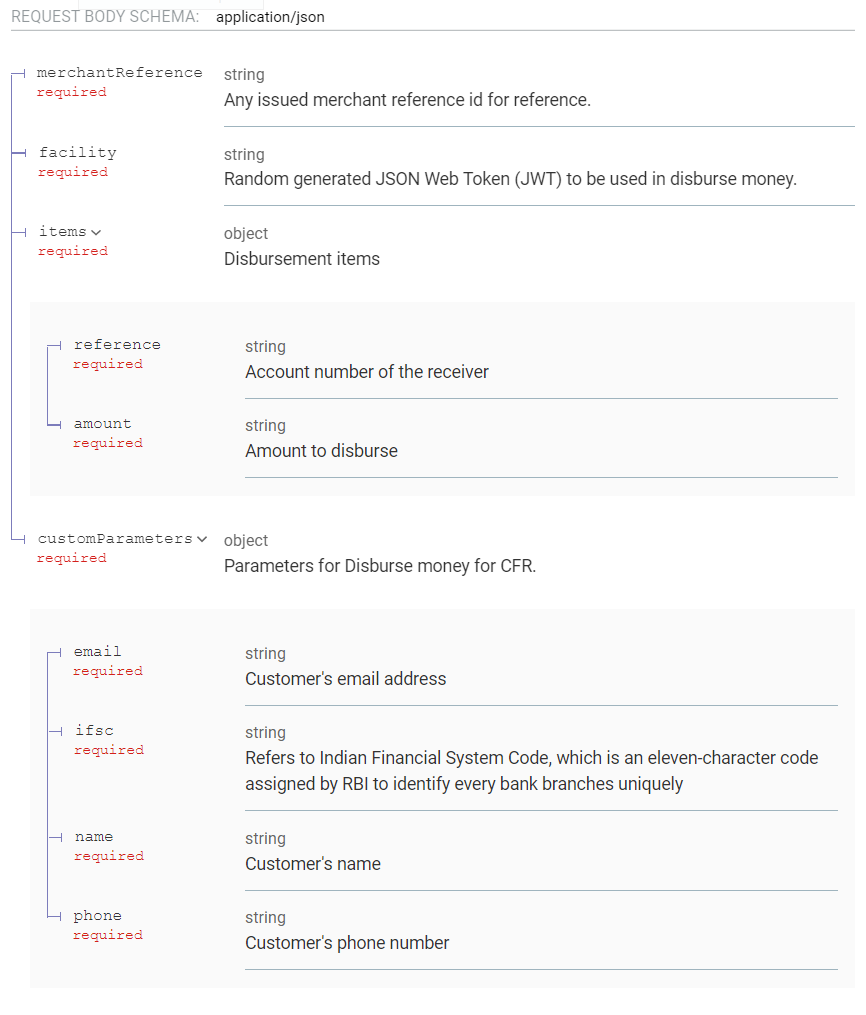 REQUEST BODY SCHEMA: application/json
merchantReference string
required Any issued merchant reference id for reference.
facility string
required Random generated JSON Web Token (JWT) to be used in disburse money.
items object
required Disbursement items
reference string
required Account number of the receiver
amount string
required Amount to disburse
customParameters object
required Parameters for Disburse money for CFR.
email string
required Customer's email address
ifsc string
required Refers to Indian Financial System Code, which is an eleven-character code
assigned by RBI to identify every bank branches uniquely
name string
required Customer's name
phone string
required Customer's phone number